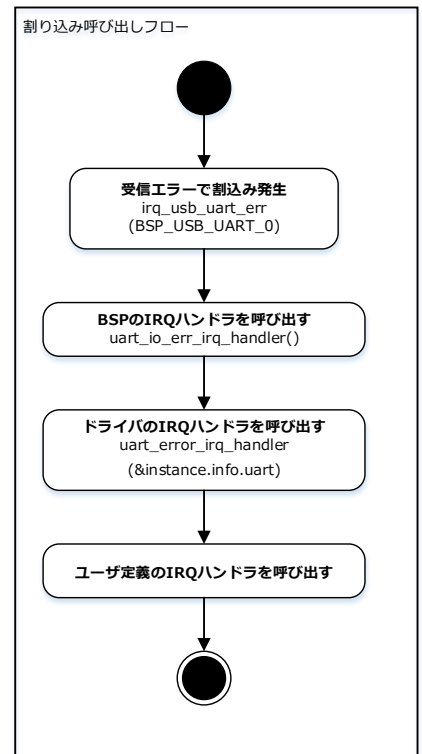 割り込み呼び出しフロー
受信エラーで割込み発生
irq_usb_uart_err
(BSP_USB_UART_0)
BSPのIRQハンドラを呼び出す
uart_io_err_irq_handler()
ドライバのIRQハンドラを呼び出す
uart_error_irq_handler
(&instance.info.uart)
ユーザ定義のIRQハンドラを呼び出す